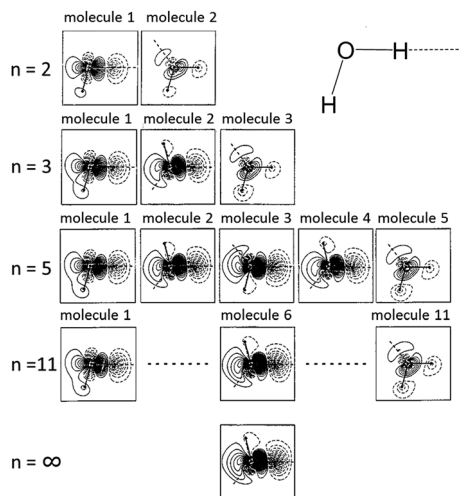 molecule 1 molecule 2
n = 2
O H
H
molecule 1 molecule 2 molecule 3
n = 3
molecule 1 molecule 2 molecule 3 molecule 4 molecule 5
n = 5
molecule 1 molecule 6 molecule 11
n =11
n = ∞